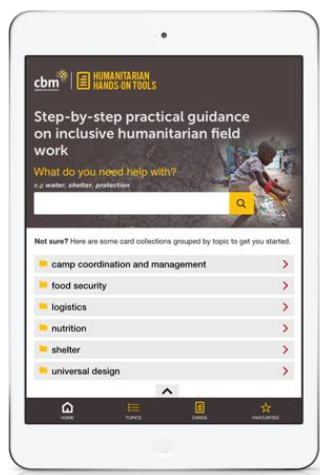 cbm
HUMANITARIAN
HANDS-ON TOOLS
Step-by-step practical guidance
on inclusive humanitarian field
work
What do you need help with?
e.g water, shelter, protection
Not sure? Here are some card collections grouped by topic to get you started.
camp coordination and management
food security
logistics
nutrition
shelter
universal design
HOME
TOPICS
CARDS
FAVOURITES